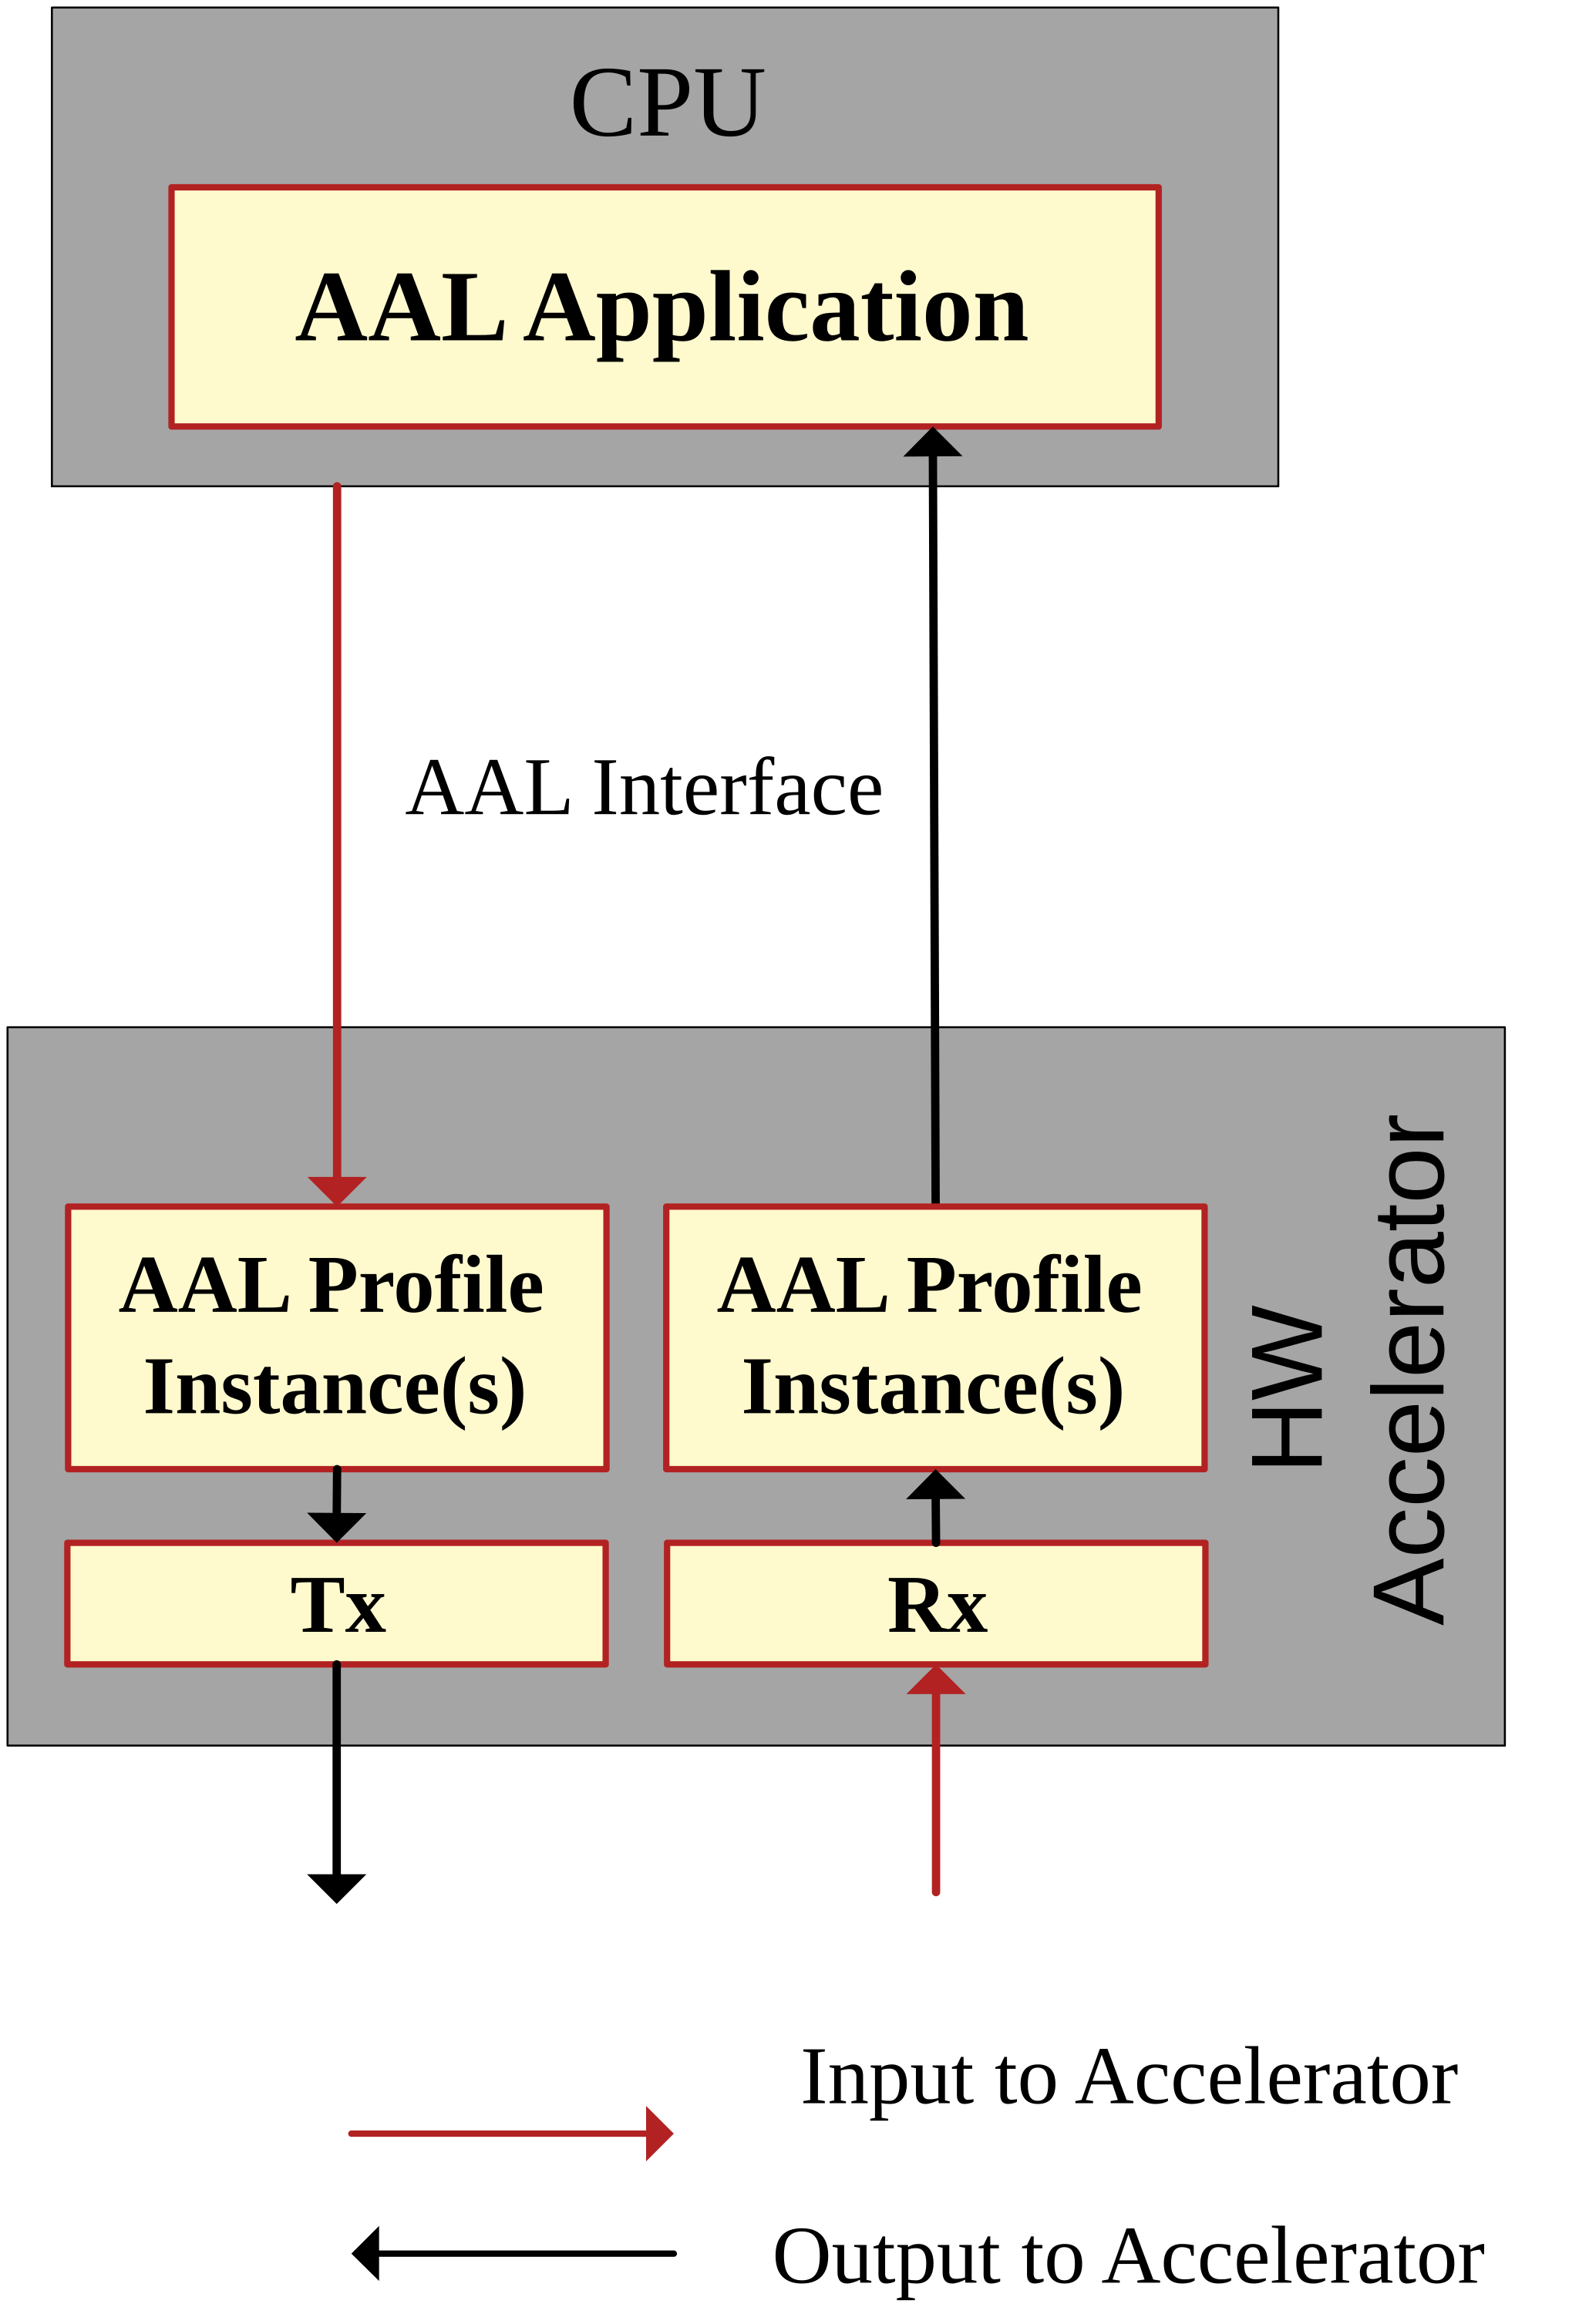 CPU
AAL Application
AAL Interface
AAL Profile
Instance(s)
AAL Profile
Instance(s)
HW
Accelerator
Tx
Rx
Input to Accelerator
Output to Accelerator